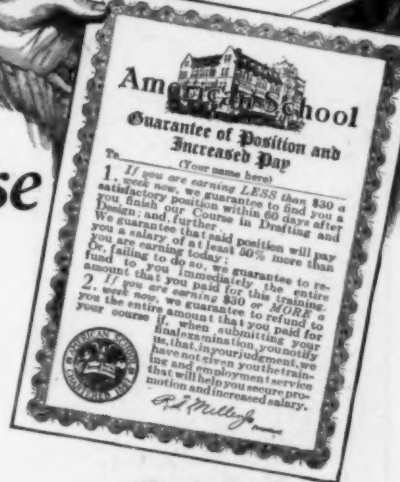 se
American School
Guarantee of Position and
Increased Pay
To
(Your name here)
1. If you are earning LESS than $30 a
week now, we guarantee to find you a
satisfactory position within 60 days after
you finish our Course in Drafting and
Design; and, further.
We guarantee that said position will pay
you a salary of at least 50% more than
you are earning today;
Or, failing to do so, we guarantee to re-
fund to you immediately the entire
amount that you paid for this training.
2. If you are earning $30 or MORE a
week now, we guarantee to refund to
you the entire amount that you paid for
your course if, when submitting your
final examination, you notify
us, that, in your judgment, we
have not given you the train-
ing and employment service
that will help you secure pro-
motion and increased salary.
AMERICAN SCHOOL
CHARTERED 1897